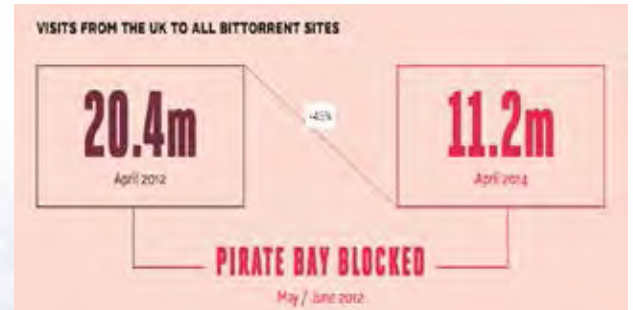 VISITS FROM THE UK TO ALL BITTORRENT SITES
20.4m
April 2012
-45%
11.2m
April 2014
PIRATE BAY BLOCKED
May / June 2012